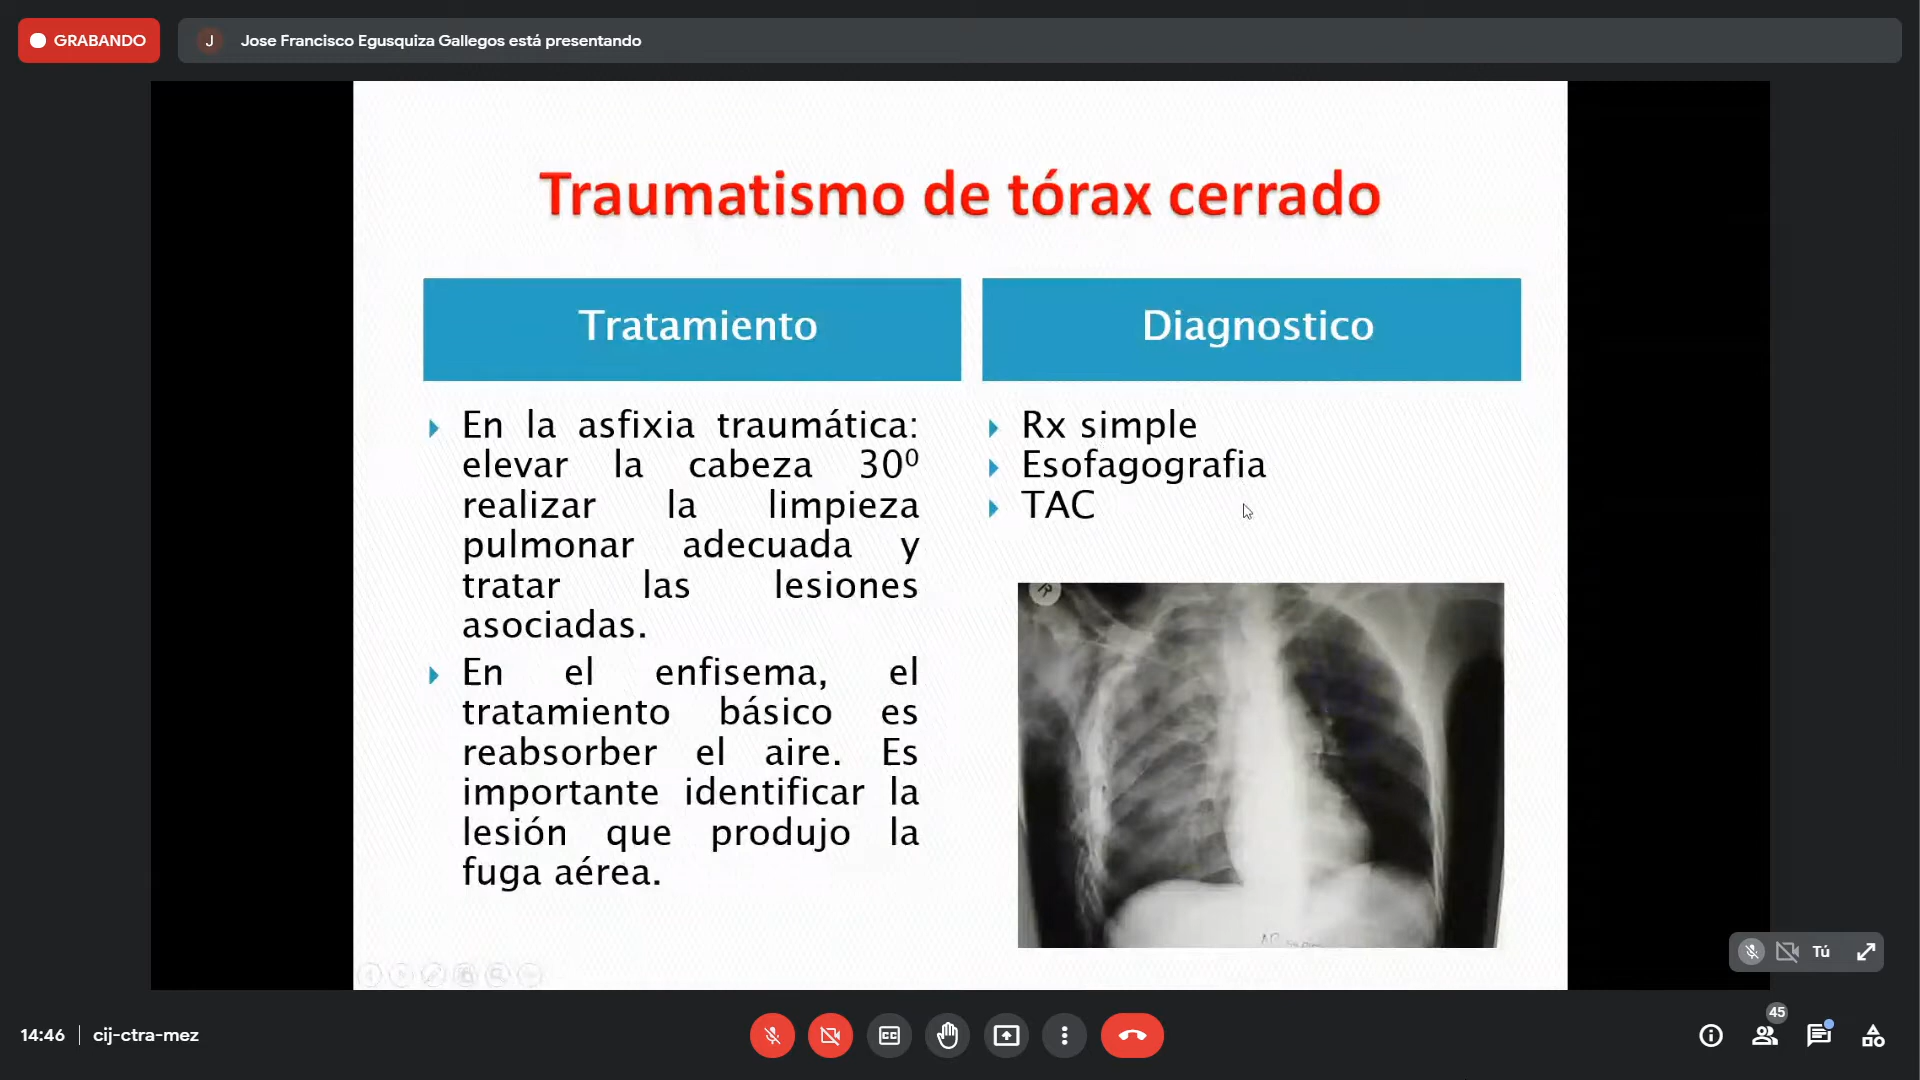 GRABANDO
J
Jose Francisco Egusquiza Gallegos está presentando
Traumatismo de tórax cerrado
Tratamiento
En la asfixia traumática:
elevar la cabeza 30⁰
realizar la limpieza
pulmonar adecuada y
tratar las lesiones
asociadas.
En el enfisema, el
tratamiento básico es
reabsorber el aire. Es
importante identificar la
lesión que produjo la
fuga aérea.
Diagnostico
Rx simple
Esofagografia
TAC
R
Tú
14:46
cij-ctra-mez
CC
45